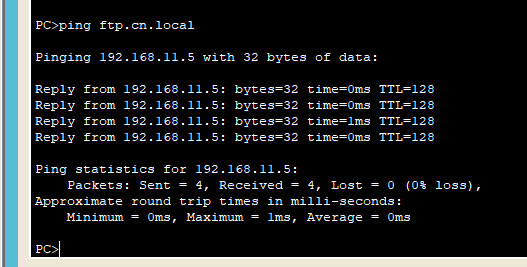 PC>ping ftp.cn.local
Pinging 192.168.11.5 with 32 bytes of data:
Reply from 192.168.11.5: bytes=32 time=0ms TTL=128
Reply from 192.168.11.5: bytes=32 time=0ms TTL=128
Reply from 192.168.11.5: bytes=32 time=1ms TTL=128
Reply from 192.168.11.5: bytes=32 time=0ms TTL=128
Ping statistics for 192.168.11.5:
    Packets: Sent = 4, Received = 4, Lost = 0 (0% loss),
Approximate round trip times in milli-seconds:
    Minimum = 0ms, Maximum = 1ms, Average = 0ms
PC>